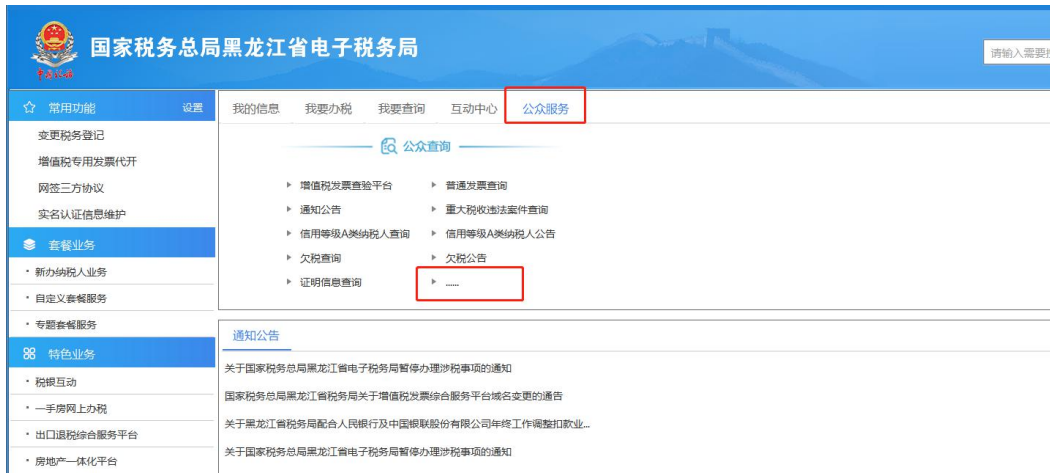 国家税务总局黑龙江省电子税务局
请输入需要
常用功能 设置
变更税务登记
增值税专用发票代开
网签三方协议
实名认证信息维护
套餐业务
· 新办纳税人业务
· 自定义套餐服务
· 专题套餐服务
特色业务
· 税银互动
· 一手房网上办税
· 出口退税综合服务平台
· 房地产一体化平台
我的信息 我要办税 我要查询 互动中心 公众服务
公众查询
增值税发票查验平台 普通发票查询
通知公告 重大税收违法案件查询
信用等级A类纳税人查询 信用等级A类纳税人公告
欠税查询 欠税公告
证明信息查询 ......
通知公告
关于国家税务总局黑龙江省电子税务局暂停办理涉税事项的通知
国家税务总局黑龙江省税务局关于增值税发票综合服务平台域名变更的通告
关于黑龙江省税务局配合人民银行及中国银联股份有限公司年终工作调整扣款业...
关于国家税务总局黑龙江省电子税务局暂停办理涉税事项的通知